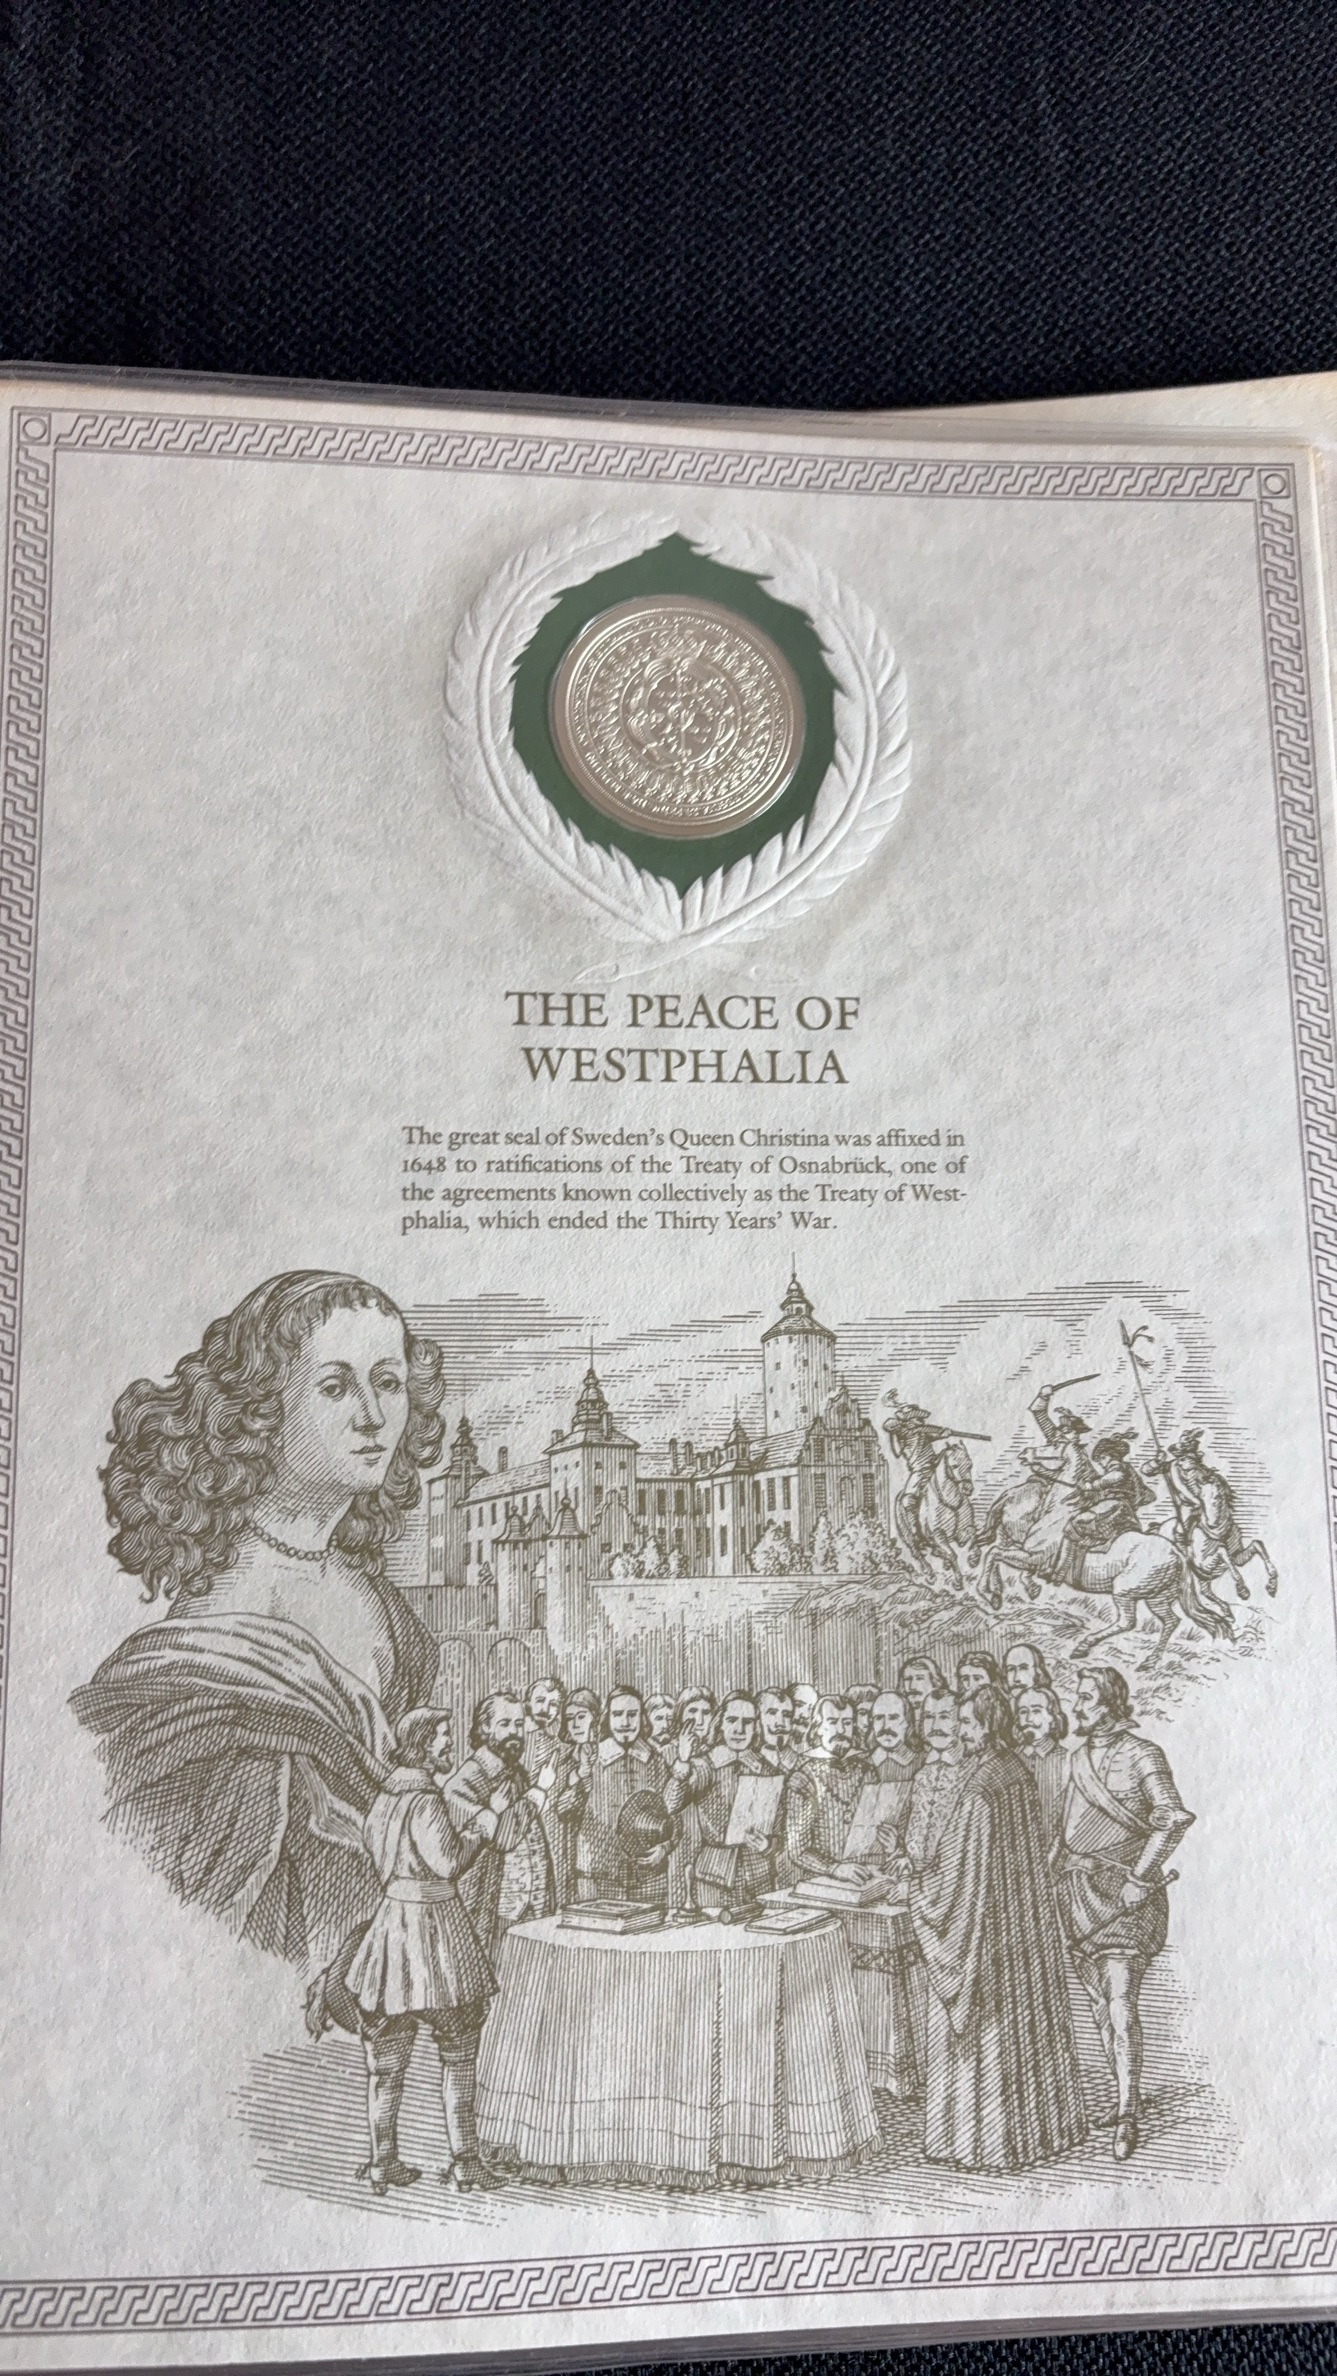 THE PEACE OF
WESTPHALIA
The great seal of Sweden's Queen Christina was affixed in
1648 to ratifications of the Treaty of Osnabrück, one of
the agreements known collectively as the Treaty of West-
phalia, which ended the Thirty Years' War.